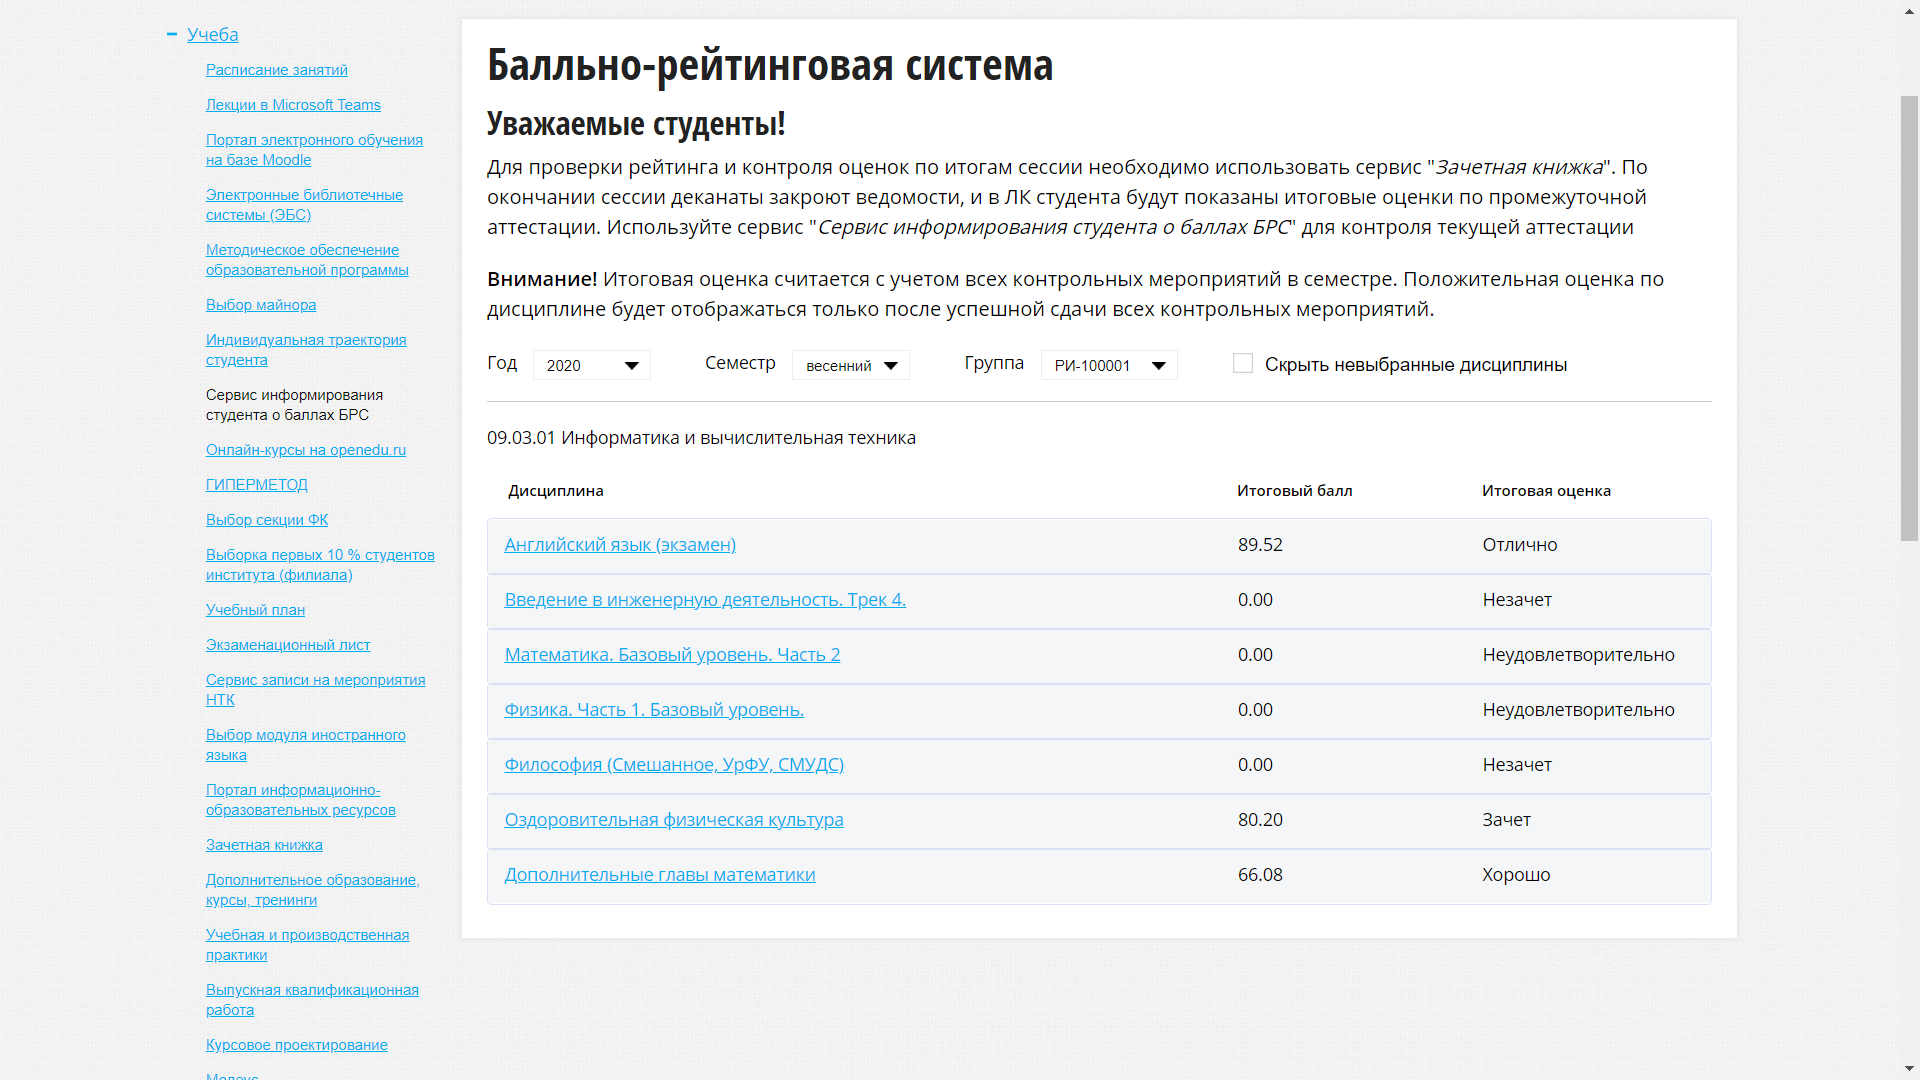 Учеба
Расписание занятий
Лекции в Microsoft Teams
Портал электронного обучения
на базе Moodle
Электронные библиотечные
системы (ЭБС)
Методическое обеспечение
образовательной программы
Выбор майнора
Индивидуальная траектория
студента
Сервис информирования
студента о баллах БРС
Онлайн-курсы на openedu.ru
ГИПЕРМЕТОД
Выбор секции ФК
Выборка первых 10 % студентов
института (филиала)
Учебный план
Экзаменационный лист
Сервис записи на мероприятия
НТК
Выбор модуля иностранного
языка
Портал информационно-
образовательных ресурсов
Зачетная книжка
Дополнительное образование,
курсы, тренинги
Учебная и производственная
практики
Выпускная квалификационная
работа
Курсовое проектирование
Модеус
Балльно-рейтинговая система
Уважаемые студенты!
Для проверки рейтинга и контроля оценок по итогам сессии необходимо использовать сервис "Зачетная книжка". По
окончании сессии деканаты закроют ведомости, и в ЛК студента будут показаны итоговые оценки по промежуточной
аттестации. Используйте сервис "Сервис информирования студента о баллах БРС" для контроля текущей аттестации
Внимание! Итоговая оценка считается с учетом всех контрольных мероприятий в семестре. Положительная оценка по
дисциплине будет отображаться только после успешной сдачи всех контрольных мероприятий.
Год 2020 Семестр весенний Группа РИ-100001 Скрыть невыбранные дисциплины
09.03.01 Информатика и вычислительная техника
Дисциплина Итоговый балл Итоговая оценка
Английский язык (экзамен) 89.52 Отлично
Введение в инженерную деятельность. Трек 4. 0.00 Незачет
Математика. Базовый уровень. Часть 2 0.00 Неудовлетворительно
Физика. Часть 1. Базовый уровень. 0.00 Неудовлетворительно
Философия (Смешанное, УрФУ, СМУДС) 0.00 Незачет
Оздоровительная физическая культура 80.20 Зачет
Дополнительные главы математики 66.08 Хорошо